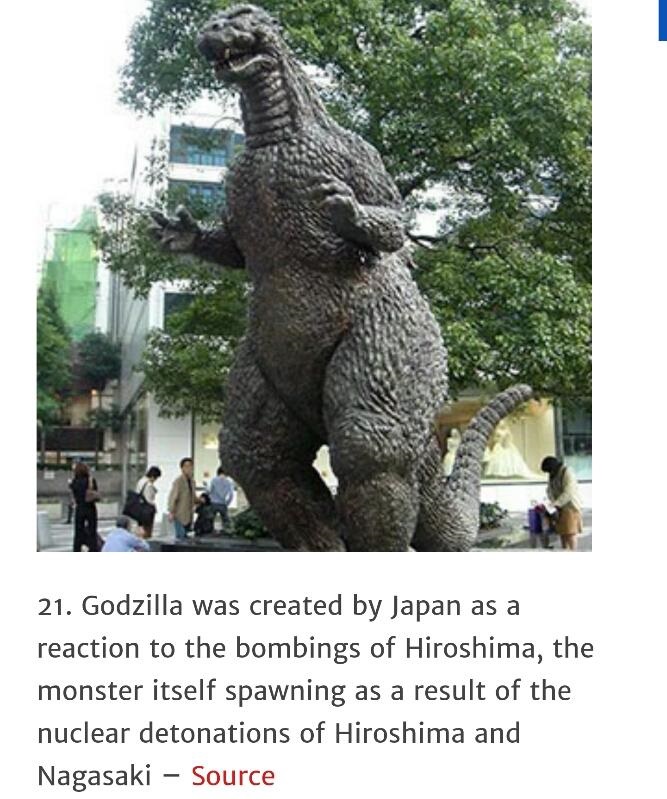 21. Godzilla was created by Japan as a
reaction to the bombings of Hiroshima, the
monster itself spawning as a result of the
nuclear detonations of Hiroshima and
Nagasaki – Source